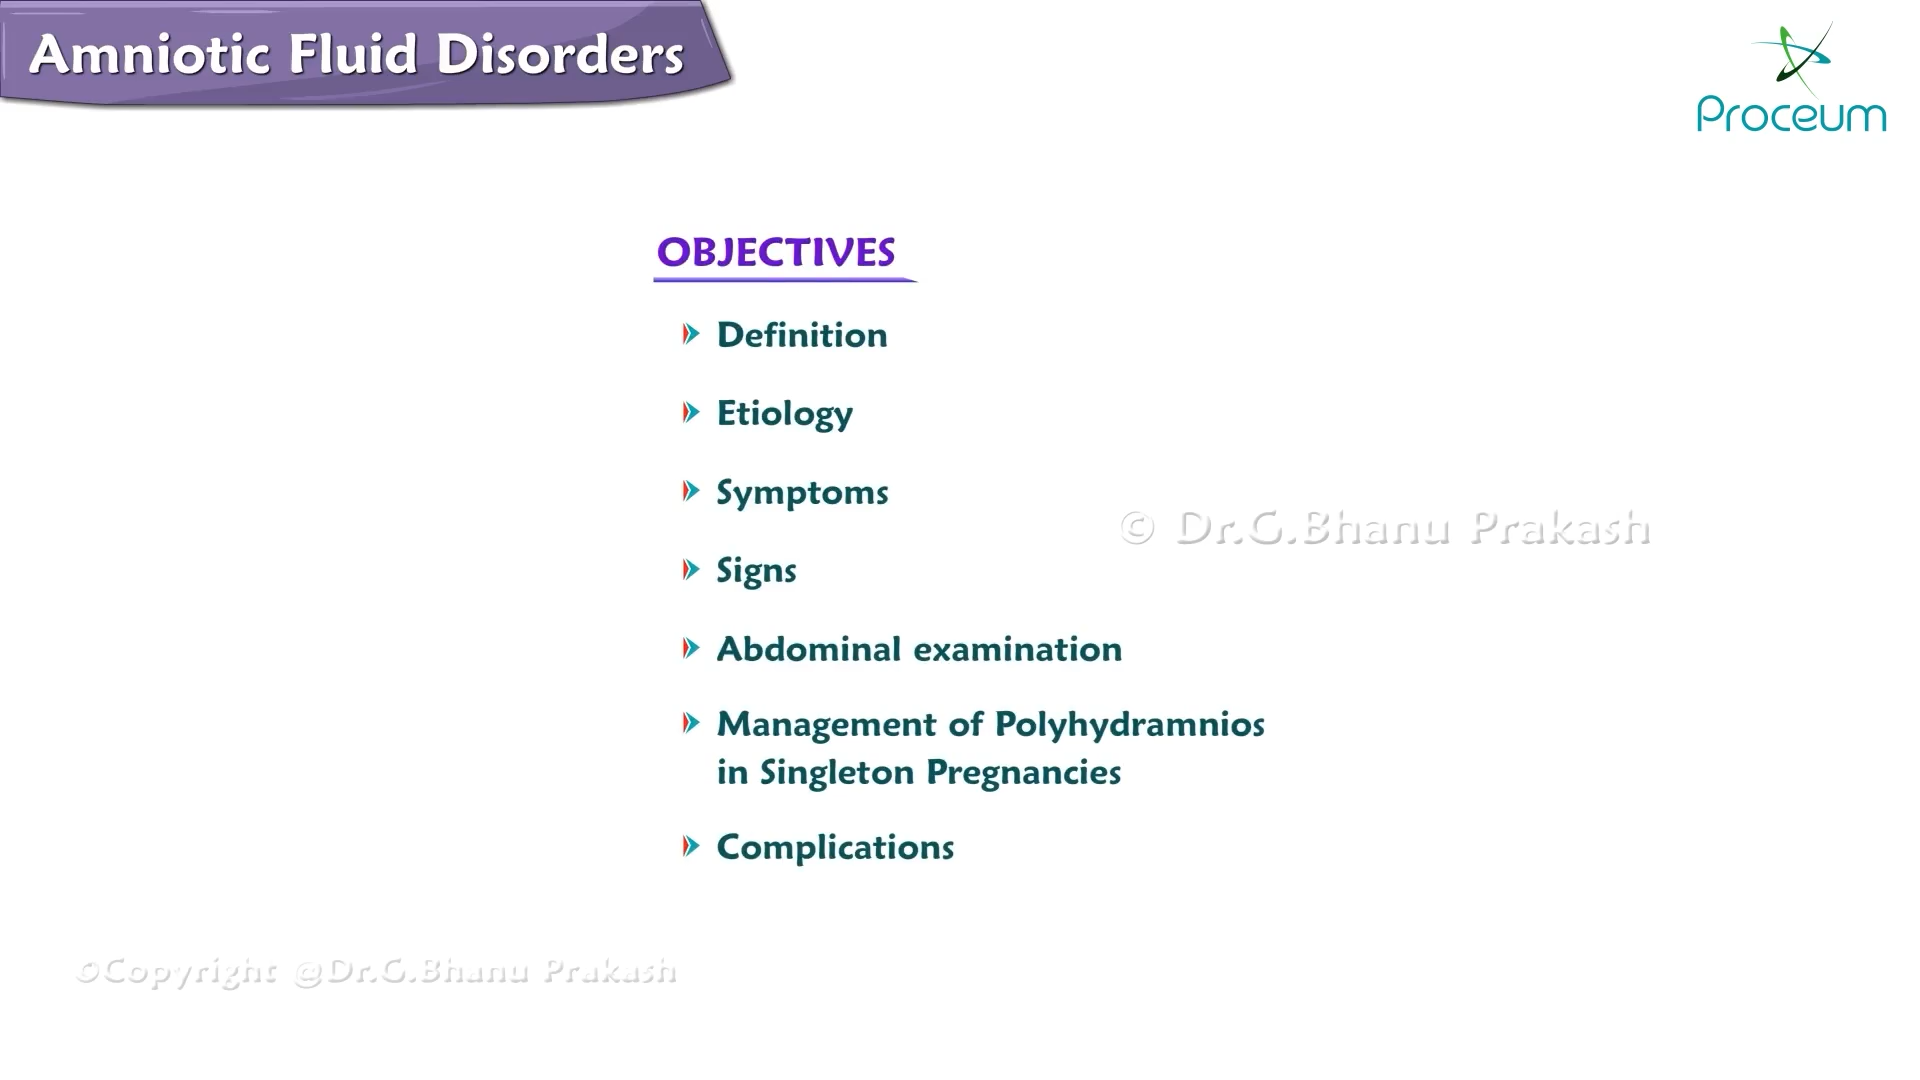 Amniotic Fluid Disorders
Proceum
OBJECTIVES
Definition
Etiology
Symptoms
© Dr.G.Bhanu Prakash
Signs
Abdominal examination
Management of Polyhydramnios
in Singleton Pregnancies
Complications
©Copyright @Dr.G.Bhanu Prakash